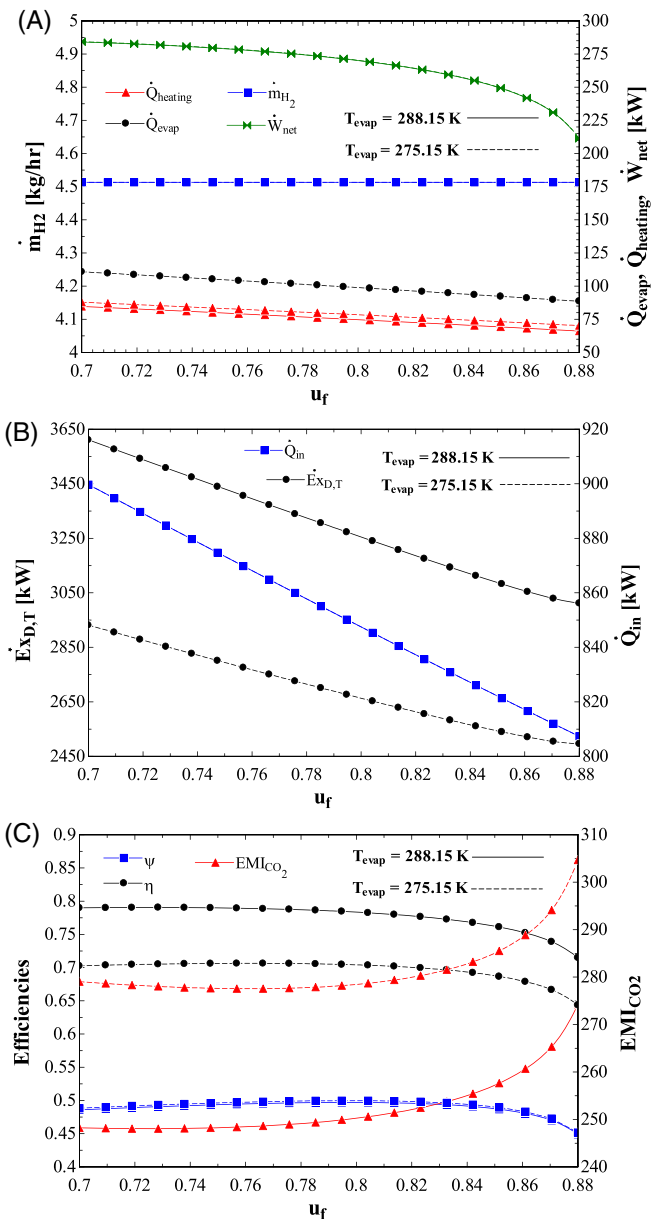 (A)
5
4.9
4.8
4.7
4.6
4.5
4.4
4.3
4.2
4.1
4
300
275
250
225
200
175
150
125
100
75
50
Q̇heating
ṁH2
Q̇evap
Ẇnet
Tevap = 288.15 K
Tevap = 275.15 K
ṁH2 [kg/hr]
Q̇evap, Q̇heating, Ẇnet [kW]
0.7 0.72 0.74 0.76 0.78 0.8 0.82 0.84 0.86 0.88
uf
(B)
3650
3450
3250
3050
2850
2650
2450
920
900
880
860
840
820
800
Q̇in
ĖxD,T
Tevap = 288.15 K
Tevap = 275.15 K
ĖxD,T [kW]
Q̇in [kW]
0.7 0.72 0.74 0.76 0.78 0.8 0.82 0.84 0.86 0.88
uf
(C)
0.9
0.85
0.8
0.75
0.7
0.65
0.6
0.55
0.5
0.45
0.4
310
300
290
280
270
260
250
240
ψ
EMICO2
η
Tevap = 288.15 K
Tevap = 275.15 K
Efficiencies
EMICO2
0.7 0.72 0.74 0.76 0.78 0.8 0.82 0.84 0.86 0.88
uf